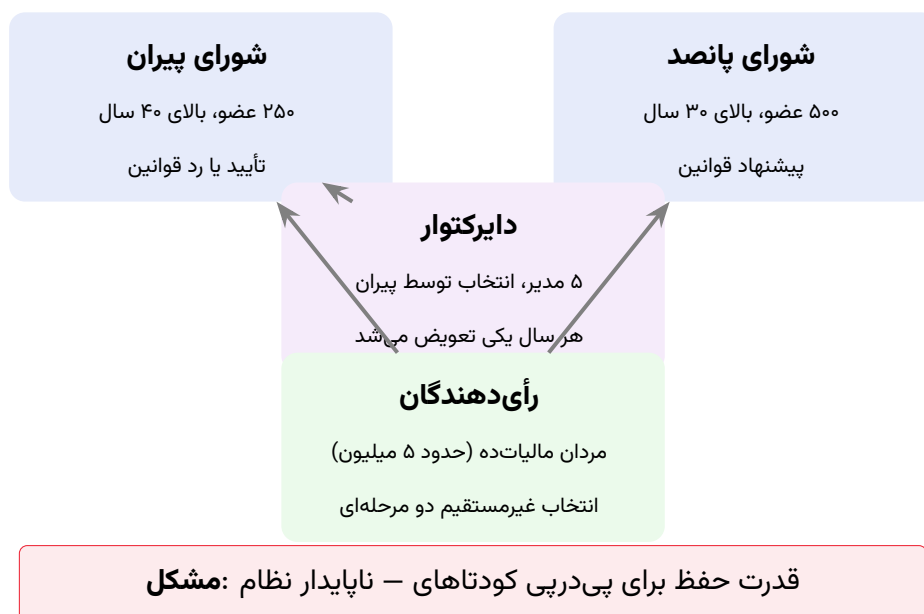 شورای پانصد
۵۰۰ عضو، بالای ۳۰ سال
پیشنهاد قوانین
شورای پیران
۲۵۰ عضو، بالای ۴۰ سال
تأیید یا رد قوانین
دایرکتوار
۵ مدیر، انتخاب توسط پیران
هر سال یکی تعویض می‌شد
رأی‌دهندگان
مردان مالیات‌ده (حدود ۵ میلیون)
انتخاب غیرمستقیم دو مرحله‌ای
قدرت حفظ برای پی‌درپی کودتاهای — ناپایدار نظام :مشکل